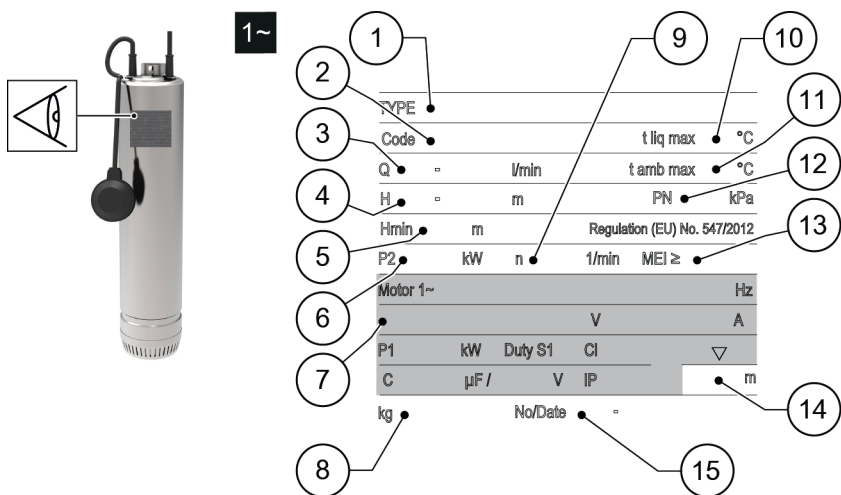 1~
1
9
10
2
11
3
12
4
13
5
6
7
14
8
15
TYPE
Code t liq max °C
Q - l/min t amb max °C
H - m PN kPa
Hmin m Regulation (EU) No. 547/2012
P2 kW n 1/min MEI ≥
Motor 1~ Hz
V A
P1 kW Duty S1 Cl ▽
C µF / V IP m
kg No/Date -